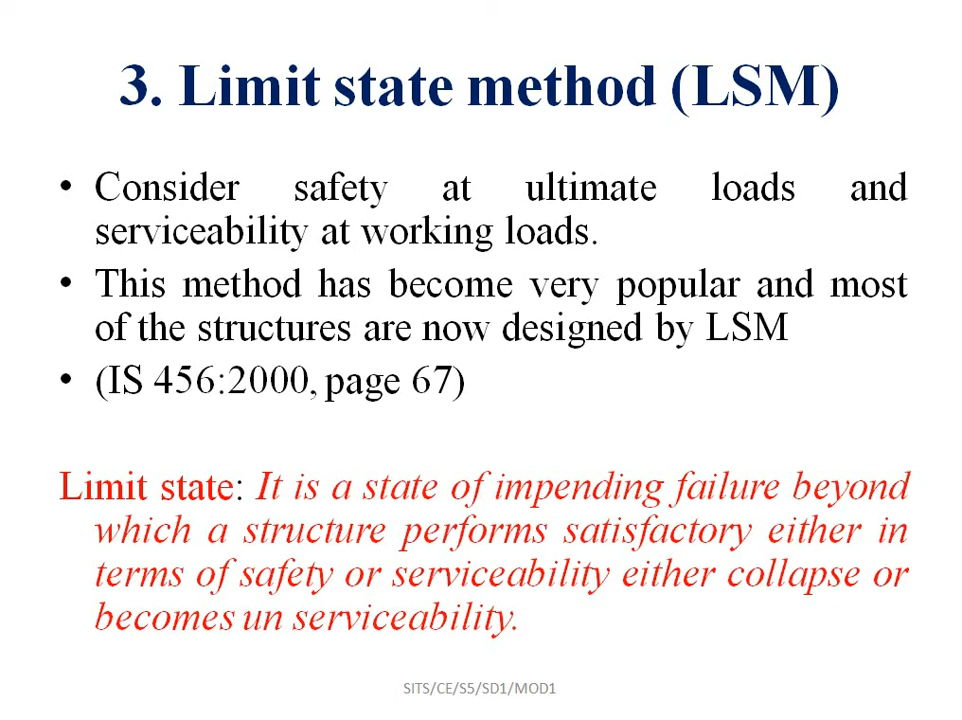 3. Limit state method (LSM)
• Consider safety at ultimate loads and
serviceability at working loads.
• This method has become very popular and most
of the structures are now designed by LSM
• (IS 456:2000, page 67)
Limit state: It is a state of impending failure beyond
which a structure performs satisfactory either in
terms of safety or serviceability either collapse or
becomes un serviceability.
SITS/CE/S5/SD1/MOD1